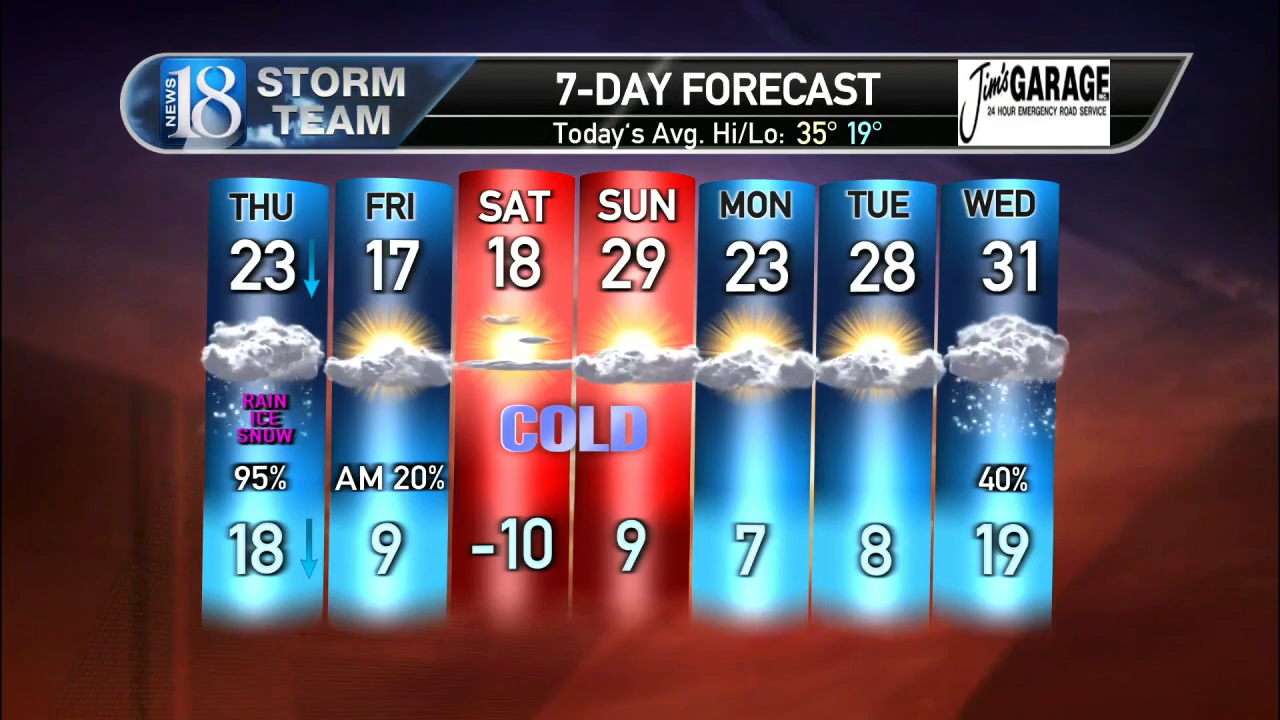 NEWS 18
STORM
TEAM
7-DAY FORECAST
Today's Avg. Hi/Lo: 35° 19°
Jim's GARAGE INC
24 HOUR EMERGENCY ROAD SERVICE
THU FRI SAT SUN MON TUE WED
23 17 18 29 23 28 31
RAIN
ICE
SNOW
COLD
95% AM 20% 40%
18 9 -10 9 7 8 19